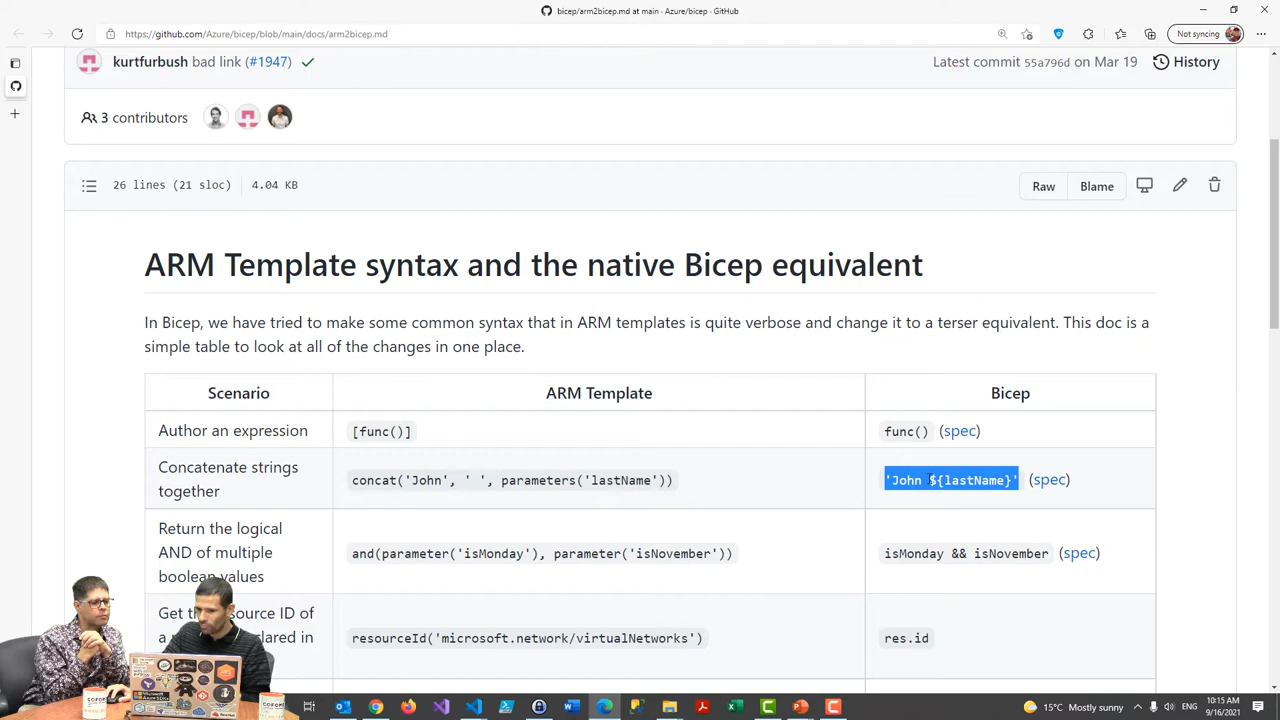 bicep/arm2bicep.md at main - Azure/bicep - GitHub
https://github.com/Azure/bicep/blob/main/docs/arm2bicep.md
Not syncing
kurtfurbush bad link (#1947)
Latest commit 55a796d on Mar 19
History
3 contributors
26 lines (21 sloc)
4.04 KB
Raw
Blame
ARM Template syntax and the native Bicep equivalent
In Bicep, we have tried to make some common syntax that in ARM templates is quite verbose and change it to a terser equivalent. This doc is a
simple table to look at all of the changes in one place.
Scenario
ARM Template
Bicep
Author an expression
[func()]
func() (spec)
Concatenate strings
together
concat('John', ' ', parameters('lastName'))
'John ${lastName}' (spec)
Return the logical
AND of multiple
boolean values
and(parameter('isMonday'), parameter('isNovember'))
isMonday && isNovember (spec)
Get th
source ID of
clared in
resourceId('microsoft.network/virtualNetworks')
res.id
15°C Mostly sunny
ENG
10:15 AM
9/16/2021